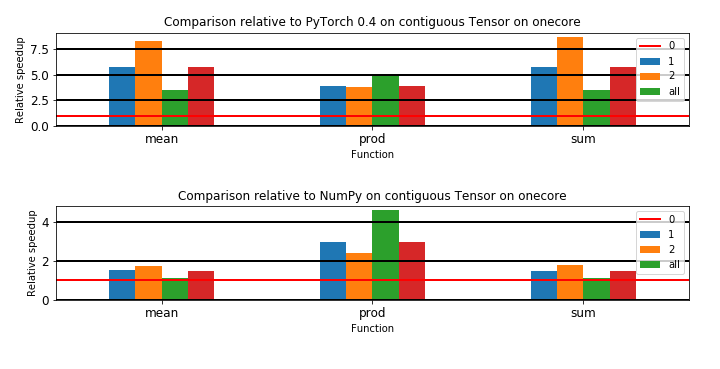 Comparison relative to PyTorch 0.4 on contiguous Tensor on onecore
Relative speedup
7.5
5.0
2.5
0.0
0
1
2
all
mean prod sum
Function
Comparison relative to NumPy on contiguous Tensor on onecore
Relative speedup
4
2
0
0
1
2
all
mean prod sum
Function